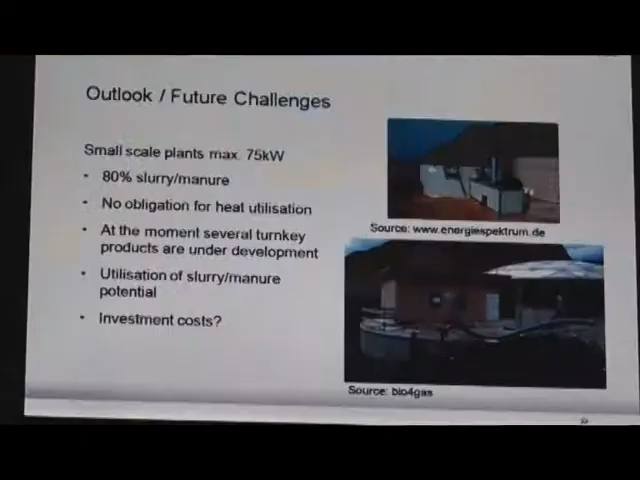 Outlook / Future Challenges
Small scale plants max. 75kW
• 80% slurry/manure
• No obligation for heat utilisation
• At the moment several turnkey
products are under development
• Utilisation of slurry/manure
potential
• Investment costs?
Source: www.energiespektrum.de
Source: bio4gas